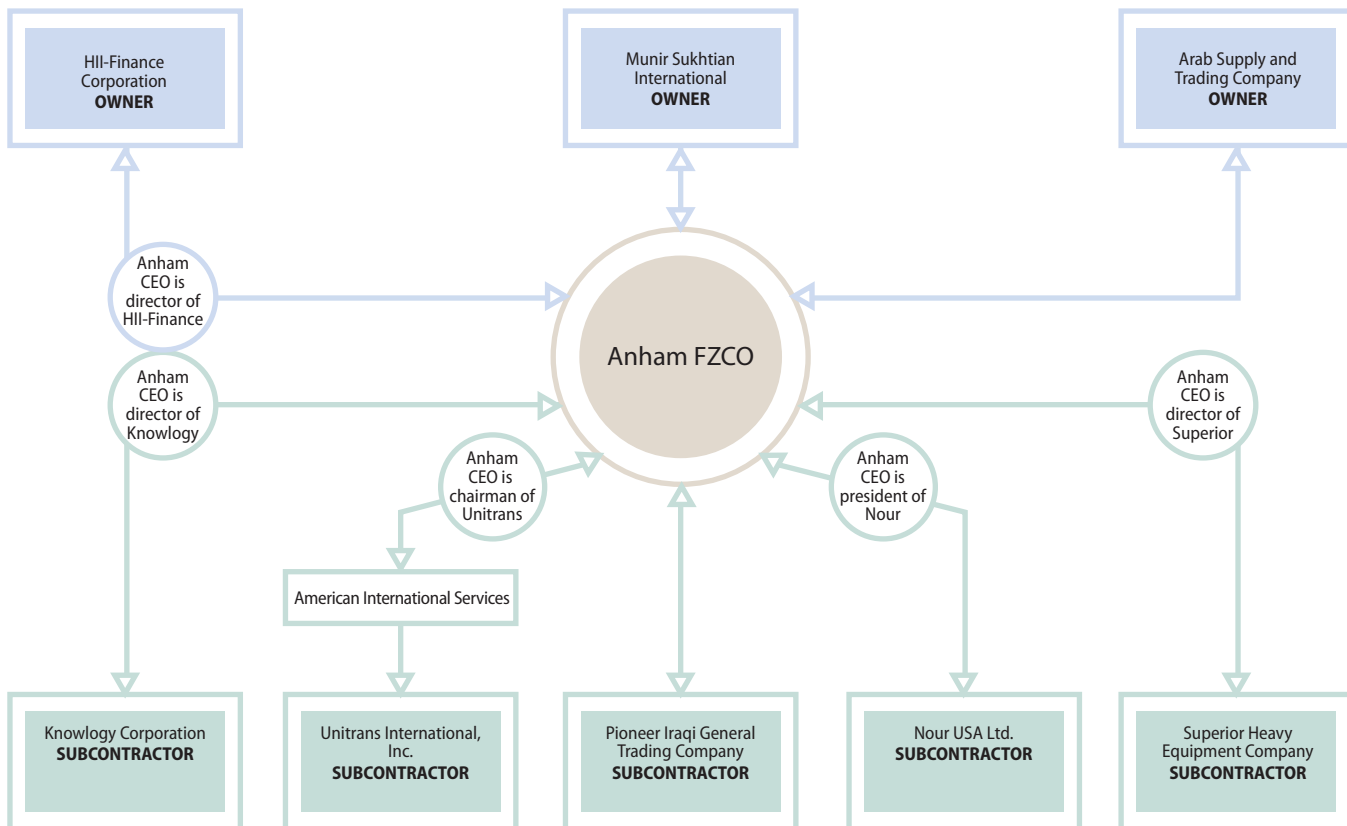 HII-Finance
Corporation
OWNER
Munir Sukhtian
International
OWNER
Arab Supply and
Trading Company
OWNER
Anham
CEO is
director of
HII-Finance
Anham FZCO
Anham
CEO is
director of
Knowlogy
Anham
CEO is
director of
Superior
Anham
CEO is
chairman of
Unitrans
Anham
CEO is
president of
Nour
American International Services
Knowlogy Corporation
SUBCONTRACTOR
Unitrans International,
Inc.
SUBCONTRACTOR
Pioneer Iraqi General
Trading Company
SUBCONTRACTOR
Nour USA Ltd.
SUBCONTRACTOR
Superior Heavy
Equipment Company
SUBCONTRACTOR